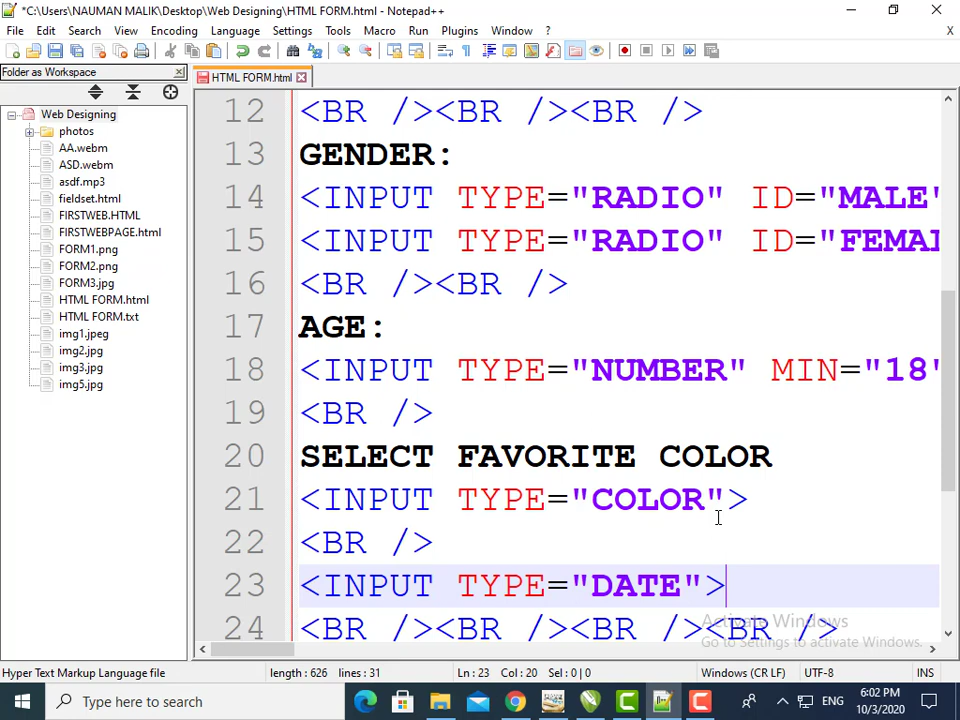 *C:\Users\NAUMAN MALIK\Desktop\Web Designing\HTML FORM.html - Notepad++
File Edit Search View Encoding Language Settings Tools Macro Run Plugins Window ? X
Folder as Workspace
HTML FORM.html
Web Designing
photos
AA.webm
ASD.webm
asdf.mp3
fieldset.html
FIRSTWEB.HTML
FIRSTWEBPAGE.html
FORM1.png
FORM2.png
FORM3.jpg
HTML FORM.html
HTML FORM.txt
img1.jpeg
img2.jpg
img3.jpg
img5.jpg
12 <BR /><BR /><BR />
13 GENDER:
14 <INPUT TYPE="RADIO" ID="MALE"
15 <INPUT TYPE="RADIO" ID="FEMAL
16 <BR /><BR />
17 AGE:
18 <INPUT TYPE="NUMBER" MIN="18"
19 <BR />
20 SELECT FAVORITE COLOR
21 <INPUT TYPE="COLOR">
22 <BR />
23 <INPUT TYPE="DATE">
24 <BR /><BR /><BR /><BR />
Activate Windows
Go to Settings to activate Windows.
Hyper Text Markup Language file length : 626 lines : 31 Ln : 23 Col : 20 Sel : 0 | 0 Windows (CR LF) UTF-8 INS
Type here to search
ENG
6:02 PM
10/3/2020